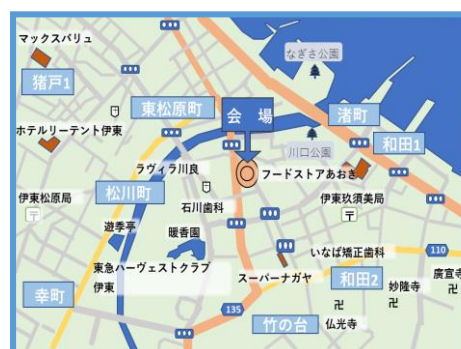 マックスバリュ
なぎさ公園
猪戸1
東松原町
会 場
渚町
ホテルリーテント伊東
川口公園
和田1
ラヴィラ川良
フードストアあおき
伊東松原局
松川町
石川歯科
伊東玖須美局
遊季亭
暖香園
いなば矯正歯科
110
東急ハーヴェストクラブ
伊東
スーパーナガヤ
和田2
妙隆寺
廣宣寺
幸町
135
竹の台
仏光寺